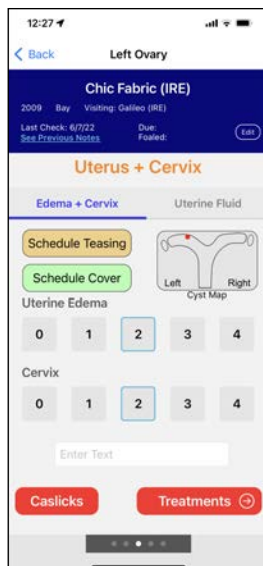 12:27
Back Left Ovary
Chic Fabric (IRE)
2009 Bay Visiting: Galileo (IRE)
Last Check: 6/7/22 Due:
See Previous Notes Foaled:
Edit
Uterus + Cervix
Edema + Cervix Uterine Fluid
Schedule Teasing
Schedule Cover
Left Right
Cyst Map
Uterine Edema
0 1 2 3 4
Cervix
0 1 2 3 4
Enter Text
Caslicks Treatments